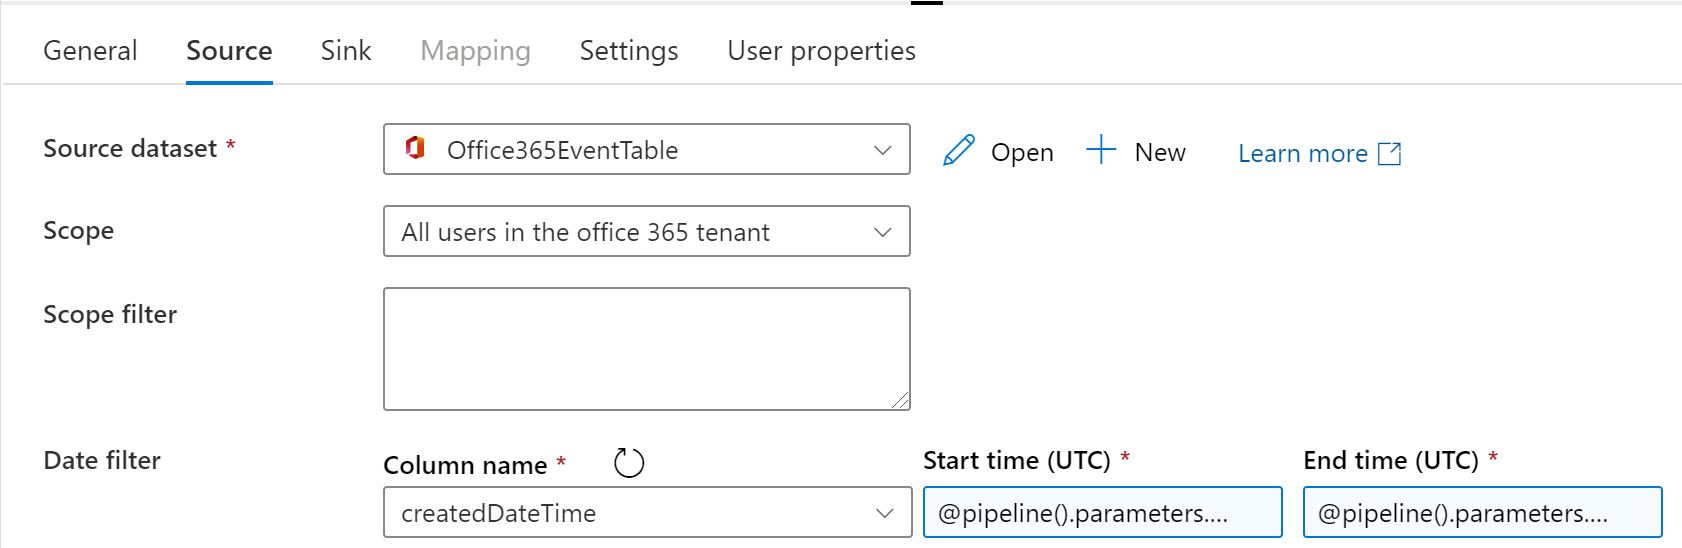 General Source Sink Mapping Settings User properties
Source dataset * Office365EventTable Open New Learn more
Scope All users in the office 365 tenant
Scope filter
Date filter Column name * Start time (UTC) * End time (UTC) *
createdDateTime @pipeline().parameters.... @pipeline().parameters....